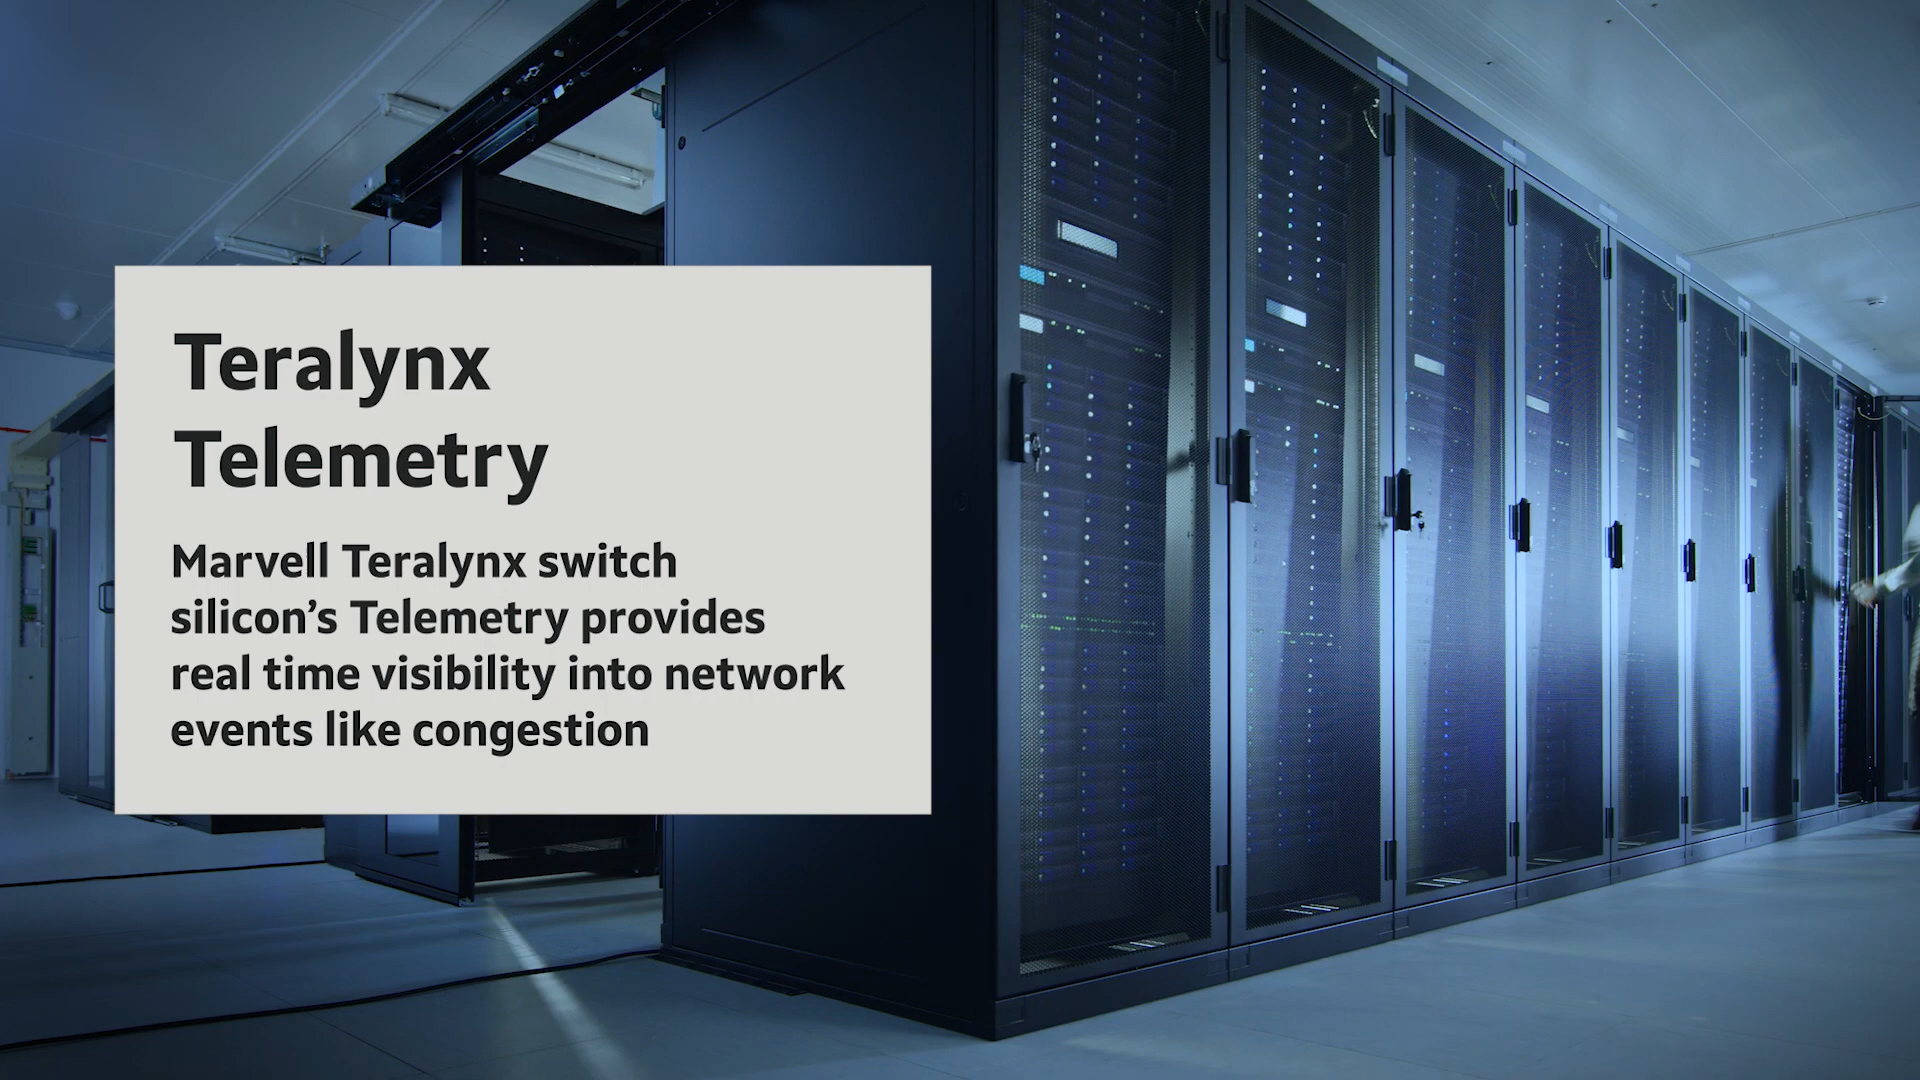 Teralynx
Telemetry
Marvell Teralynx switch
silicon’s Telemetry provides
real time visibility into network
events like congestion